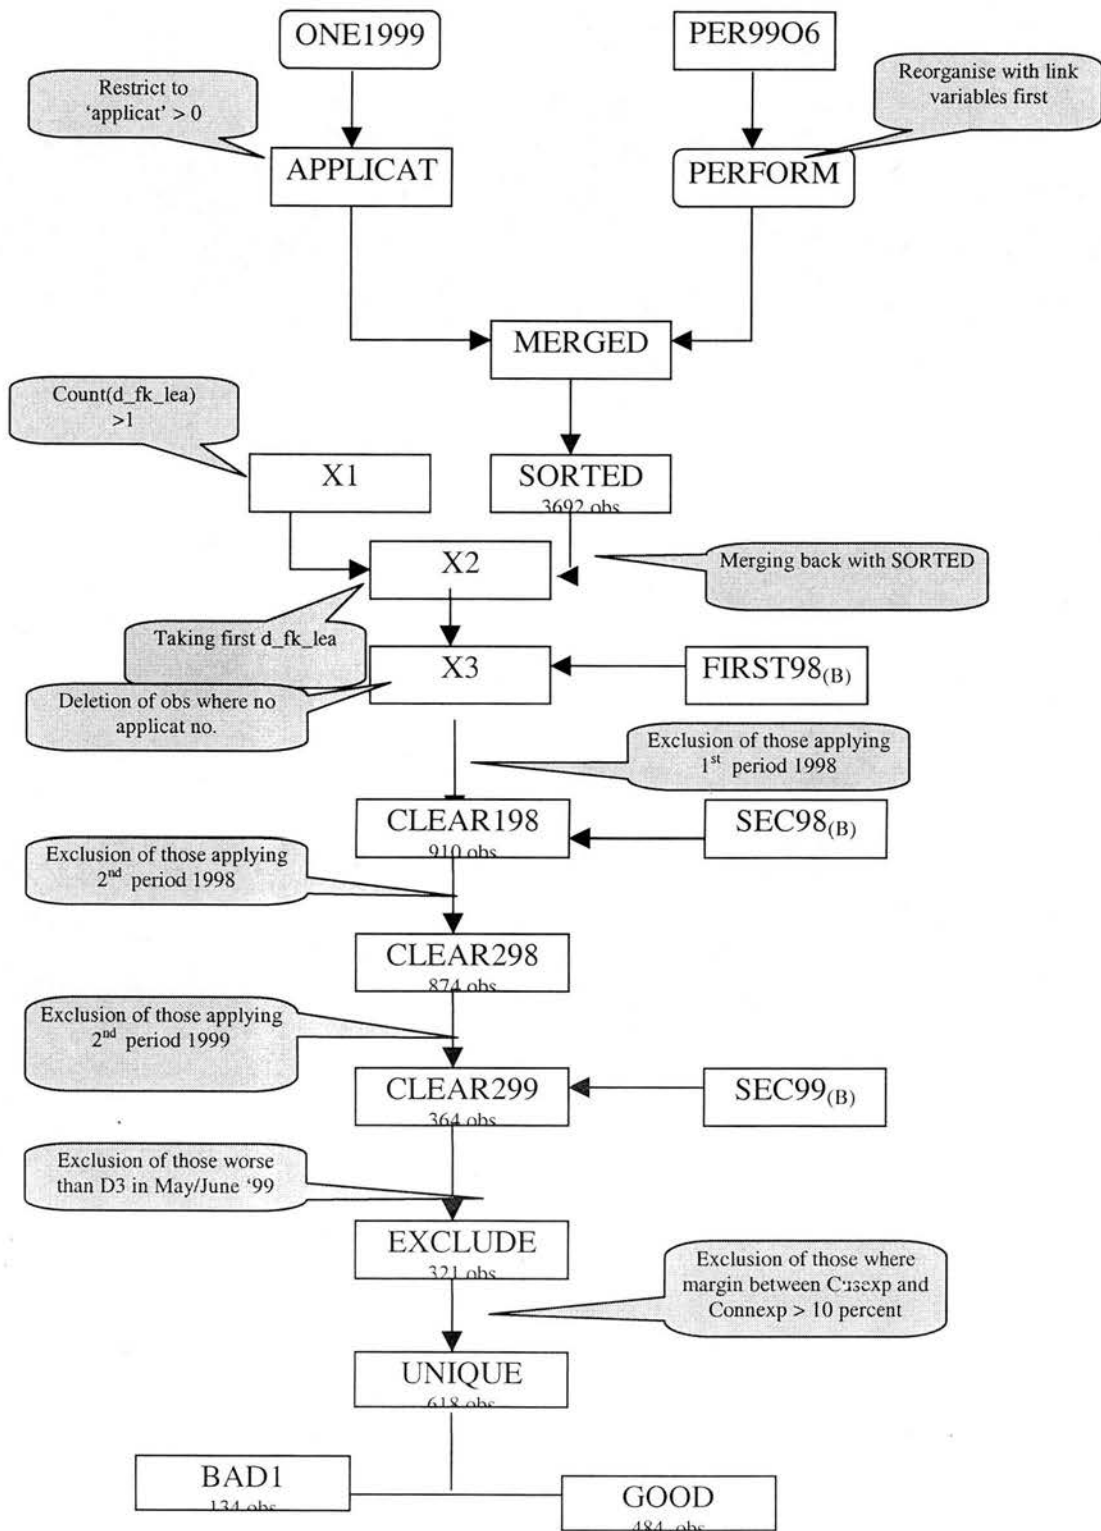 ONE1999
PER99O6
Restrict to
‘applicat’ > 0
Reorganise with link
variables first
APPLICAT
PERFORM
MERGED
Count(d_fk_lea)
>1
X1
SORTED
3692 obs
X2
Merging back with SORTED
Taking first d_fk_lea
X3
FIRST98(B)
Deletion of obs where no
applicat no.
Exclusion of those applying
1st period 1998
CLEAR198
910 obs
SEC98(B)
Exclusion of those applying
2nd period 1998
CLEAR298
874 obs
Exclusion of those applying
2nd period 1999
CLEAR299
364 obs
SEC99(B)
Exclusion of those worse
than D3 in May/June ‘99
EXCLUDE
321 obs
Exclusion of those where
margin between Cusexp and
Connexp > 10 percent
UNIQUE
618 obs
BAD1
134 obs
GOOD
484 obs